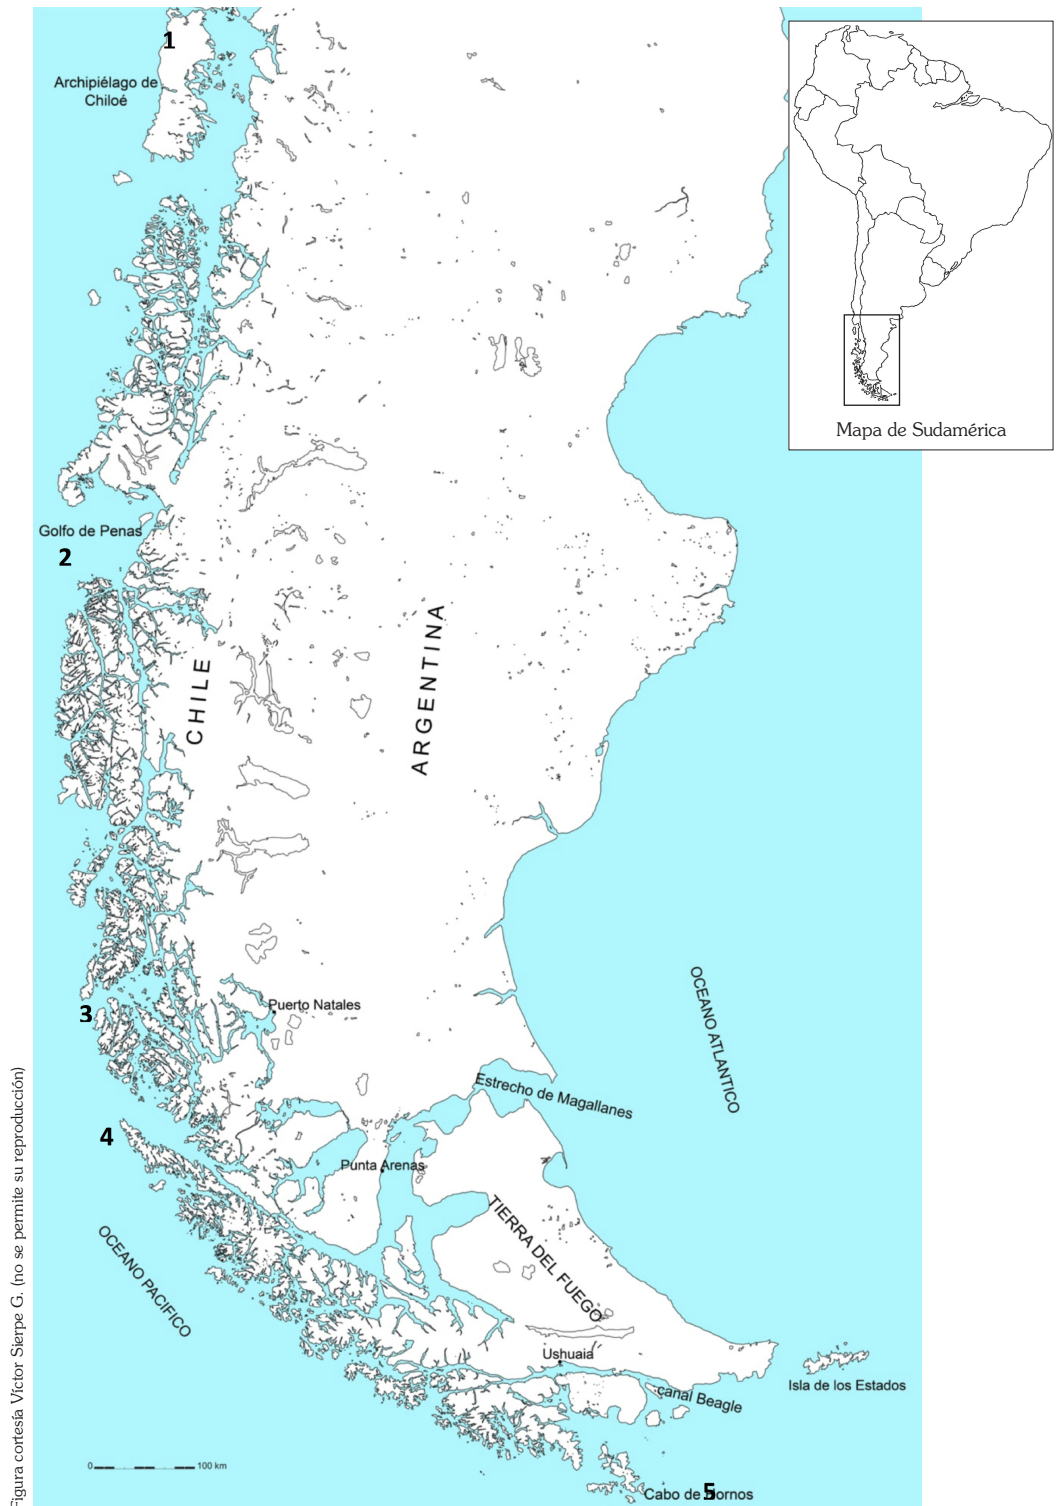 1
Archipiélago de
Chiloé
Mapa de Sudamérica
Golfo de Penas
2
CHILE
ARGENTINA
3
Puerto Natales
OCEANO ATLANTICO
Estrecho de Magallanes
4
Punta Arenas
TIERRA DEL FUEGO
OCEANO PACIFICO
Ushuaia
Isla de los Estados
canal Beagle
0 100 km
Cabo de Hornos
5
Figura cortesía Víctor Sierpe G. (no se permite su reproducción)